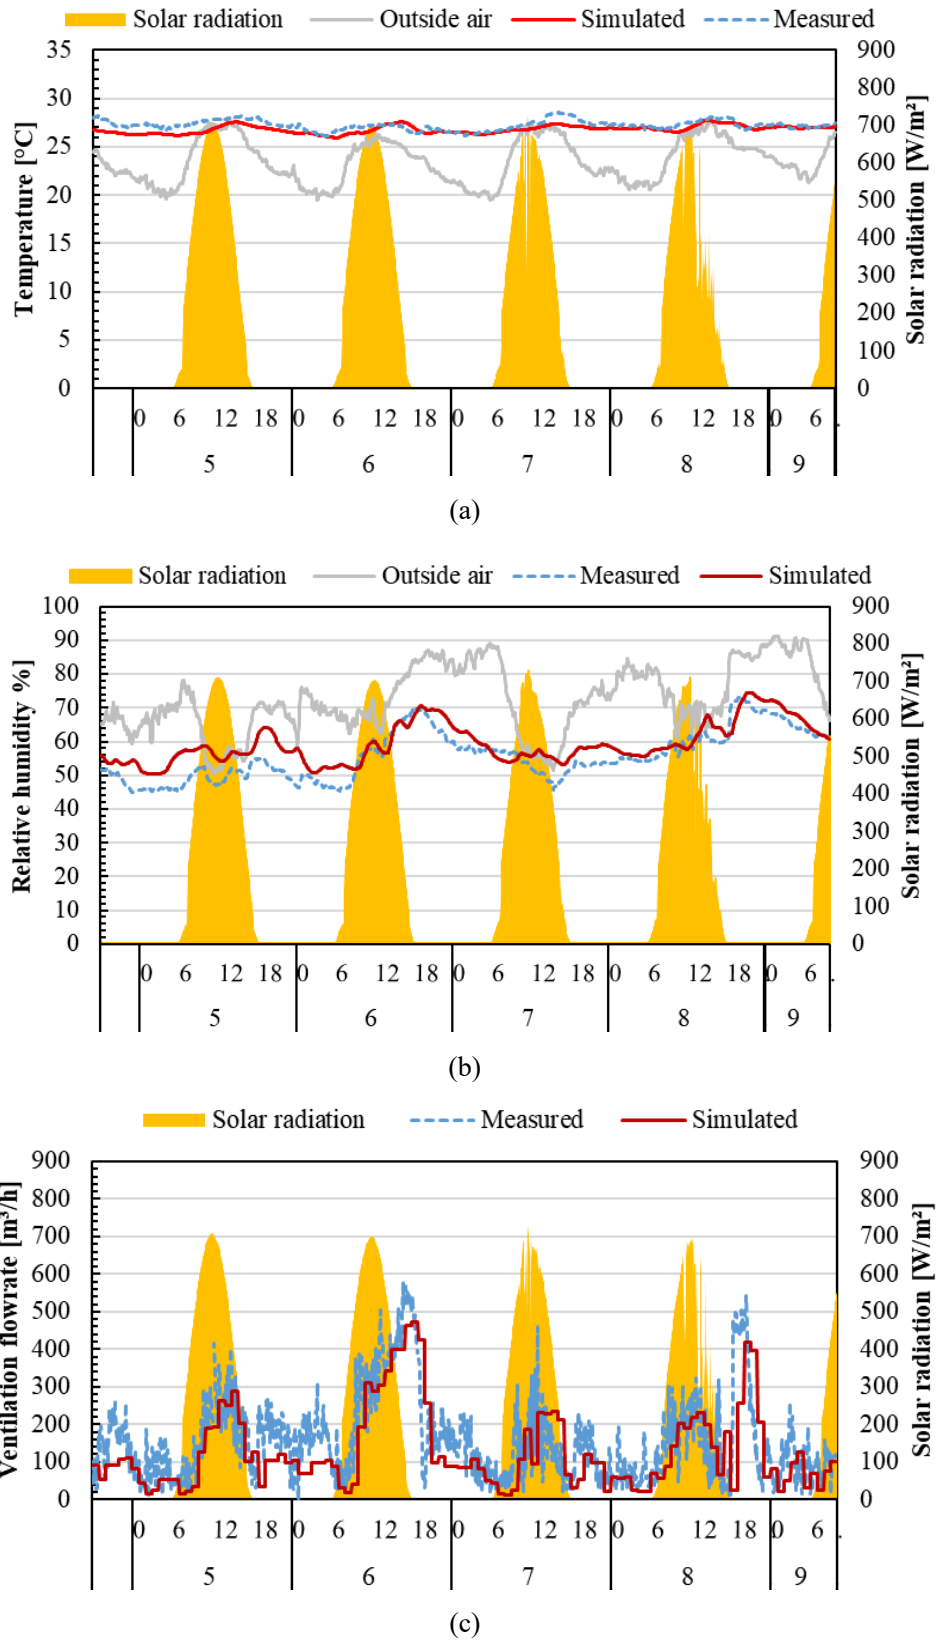 Solar radiation Outside air Simulated Measured
35 900
800
30
700
25 600
20 500
15 400
300
10
200
5
100
0 0
Temperature [°C]
Solar radiation [W/m²]
0 6 12 18 0 6 12 18 0 6 12 18 0 6 12 18 0 6 .
5 6 7 8 9
(a)
Solar radiation Outside air Measured Simulated
100 900
90 800
80
70 700
60 600
50 500
40 400
30 300
20 200
10 100
0 0
Relative humidity %]
Solar radiation [W/m²]
0 6 12 18 0 6 12 18 0 6 12 18 0 6 12 18 0 6 .
5 6 7 8 9
(b)
Solar radiation Measured Simulated
900 900
800 800
700 700
600 600
500 500
400 400
300 300
200 200
100 100
0 0
Ventilation flowrate [m³/h]
Solar radiation [W/m²]
0 6 12 18 0 6 12 18 0 6 12 18 0 6 12 18 0 6 .
5 6 7 8 9
(c)